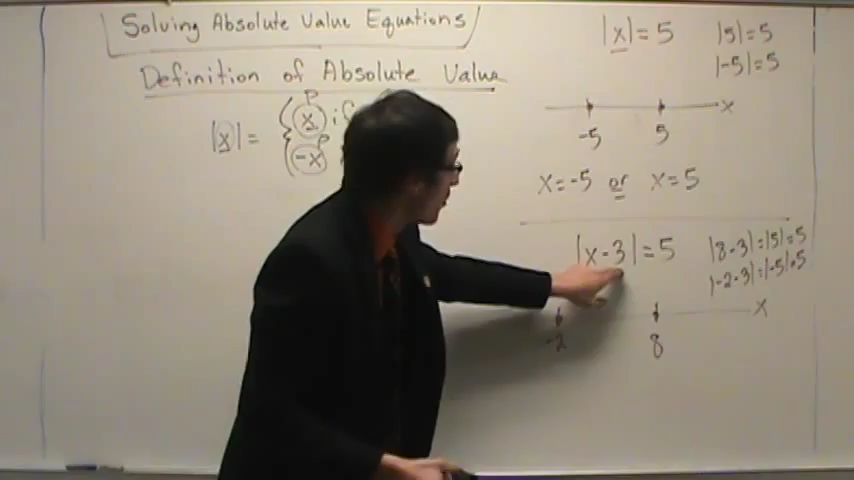 Solving Absolute Value Equations
Definition of Absolute Value
|x| = { x if
-x
P
P
|x| = 5
|5| = 5
|-5| = 5
-5 5 x
x = -5 or x = 5
|x - 3| = 5
|8-3| = |5| = 5
|-2-3| = |-5| = 5
-2 8 x